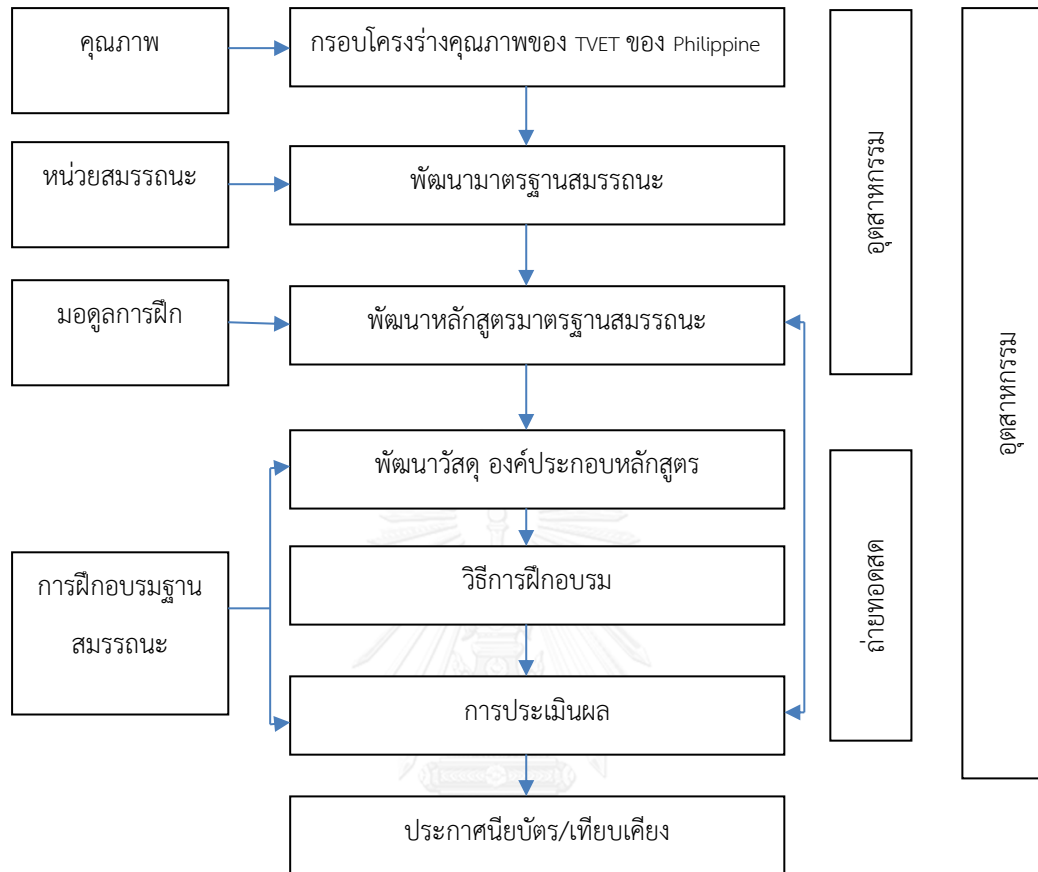 คุณภาพ
กรอบโครงร่างคุณภาพของ TVET ของ Philippine
หน่วยสมรรถนะ
พัฒนามาตรฐานสมรรถนะ
มอดูลการฝึก
พัฒนาหลักสูตรมาตรฐานสมรรถนะ
พัฒนาวัสดุ องค์ประกอบหลักสูตร
การฝึกอบรมฐาน
สมรรถนะ
วิธีการฝึกอบรม
การประเมินผล
ประกาศนียบัตร/เทียบเคียง
อุตสาหกรรม
ถ่ายทอดสด
อุตสาหกรรม